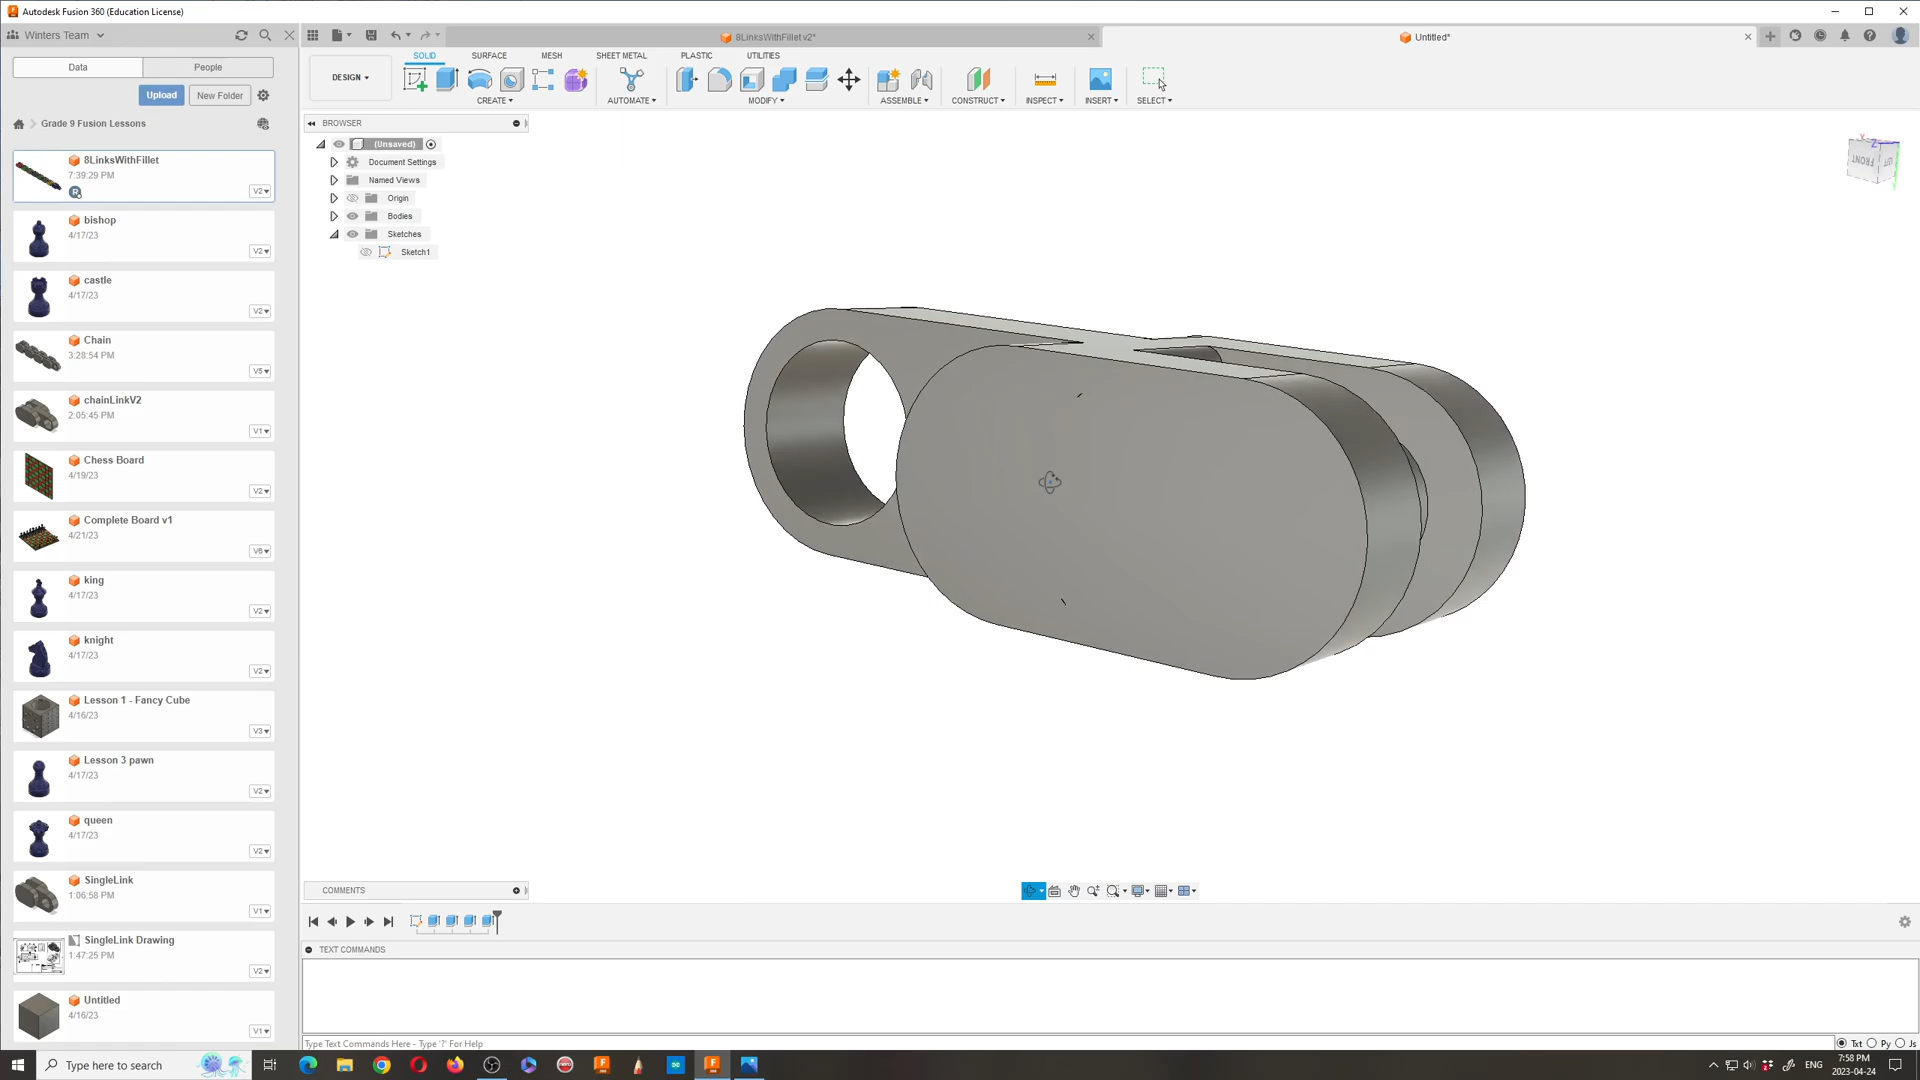 Autodesk Fusion 360 (Education License)
Winters Team
8LinksWithFillet v2*
Untitled*
Data
People
Upload
New Folder
Grade 9 Fusion Lessons
8LinksWithFillet
7:39:29 PM
V2
bishop
4/17/23
V2
castle
4/17/23
V2
Chain
3:28:54 PM
V5
chainLinkV2
2:05:45 PM
V1
Chess Board
4/19/23
V2
Complete Board v1
4/21/23
V6
king
4/17/23
V2
knight
4/17/23
V2
Lesson 1 - Fancy Cube
4/16/23
V3
Lesson 3 pawn
4/17/23
V2
queen
4/17/23
V2
SingleLink
1:06:58 PM
V1
SingleLink Drawing
1:47:25 PM
V2
Untitled
4/16/23
V1
DESIGN
SOLID
SURFACE
MESH
SHEET METAL
PLASTIC
UTILITIES
CREATE
AUTOMATE
MODIFY
ASSEMBLE
CONSTRUCT
INSPECT
INSERT
SELECT
BROWSER
(Unsaved)
Document Settings
Named Views
Origin
Bodies
Sketches
Sketch1
X
Z
FRONT
LEFT
COMMENTS
TEXT COMMANDS
Type Text Commands Here - Type '?' For Help
Txt
Py
Js
Type here to search
ENG
7:58 PM
2023-04-24